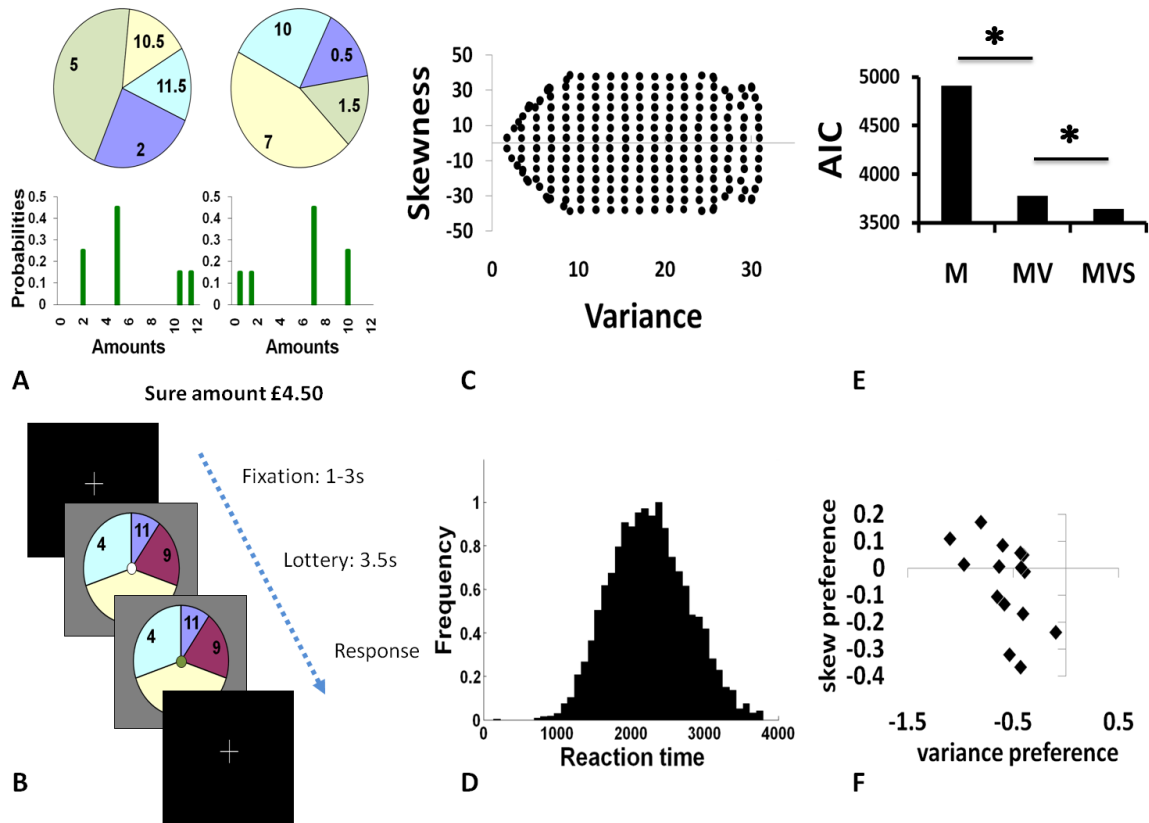 5
10.5
11.5
2
10
0.5
1.5
7
Probabilities
0.5
0.4
0.3
0.2
0.1
0
0 2 4 6 8 10 12
Amounts
0.5
0.4
0.3
0.2
0.1
0
0 2 4 6 8 10 12
Amounts
A
Skewness
50
30
10
-10
-30
-50
0 10 20 30
Variance
C
*
*
AIC
5000
4500
4000
3500
M MV MVS
E
Sure amount £4.50
Fixation: 1-3s
4
11
9
Lottery: 3.5s
4
11
9
Response
B
Frequency
1
0.8
0.6
0.4
0.2
0
0 1000 2000 3000 4000
Reaction time
D
skew preference
0.2
0.1
0
-0.1
-0.2
-0.3
-0.4
-1.5 -0.5 0.5
variance preference
F